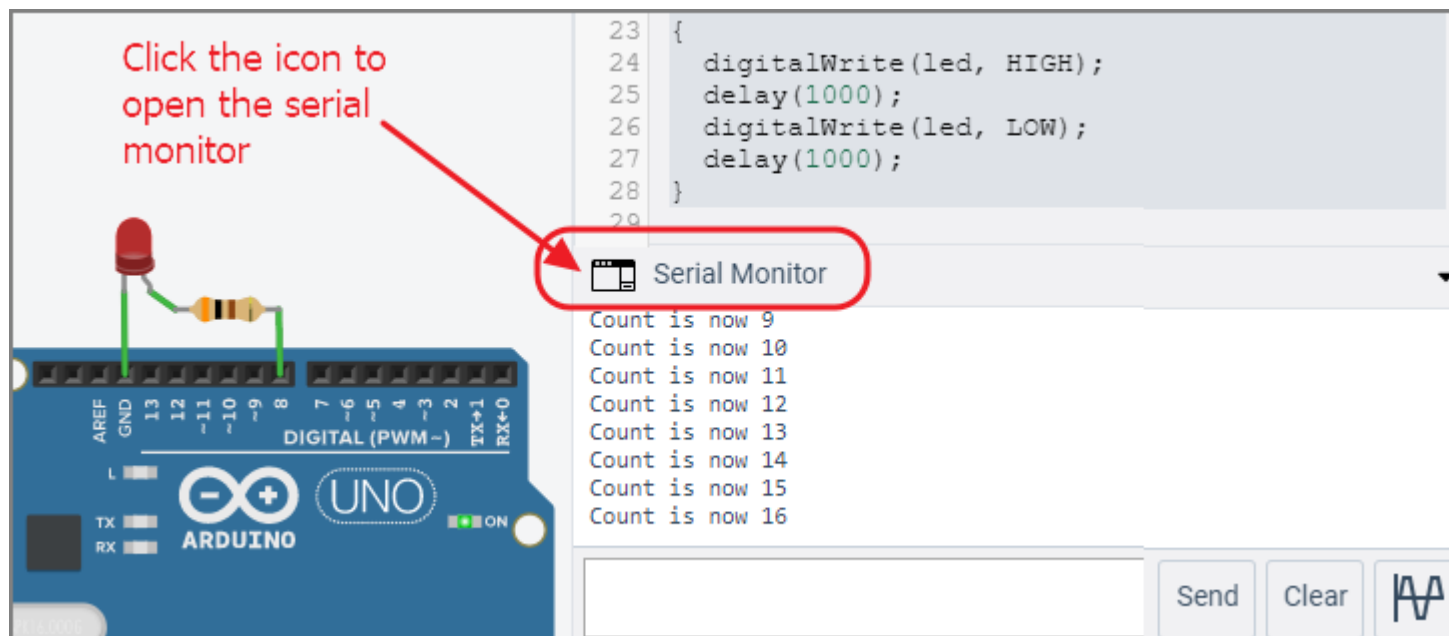 Click the icon to
open the serial
monitor
23 {
24 digitalWrite(led, HIGH);
25 delay(1000);
26 digitalWrite(led, LOW);
27 delay(1000);
28 }
29
Serial Monitor
Count is now 9
Count is now 10
Count is now 11
Count is now 12
Count is now 13
Count is now 14
Count is now 15
Count is now 16
Send
Clear
AREF
GND
13
12
~11
~10
~9
8
7
~6
~5
4
~3
2
TX→1
RX←0
DIGITAL (PWM~)
L
TX
RX
UNO
ARDUINO
ON